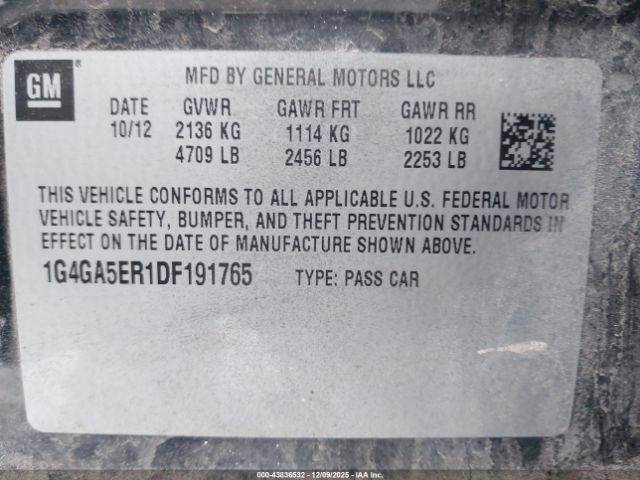 GM ®
MFD BY GENERAL MOTORS LLC
DATE GVWR GAWR FRT GAWR RR
10/12 2136 KG 1114 KG 1022 KG
4709 LB 2456 LB 2253 LB
THIS VEHICLE CONFORMS TO ALL APPLICABLE U.S. FEDERAL MOTOR
VEHICLE SAFETY, BUMPER, AND THEFT PREVENTION STANDARDS IN
EFFECT ON THE DATE OF MANUFACTURE SHOWN ABOVE.
1G4GA5ER1DF191765 TYPE: PASS CAR
000-43836532 - 12/09/2025 - IAA Inc.